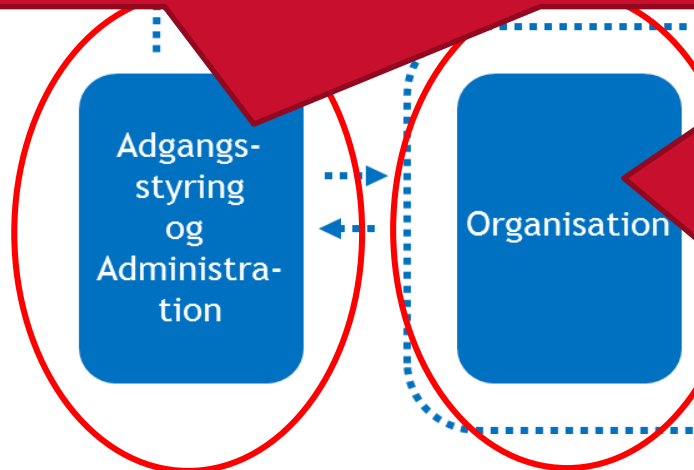 Adgangs-
styring
og
Administra-
tion
Organisation